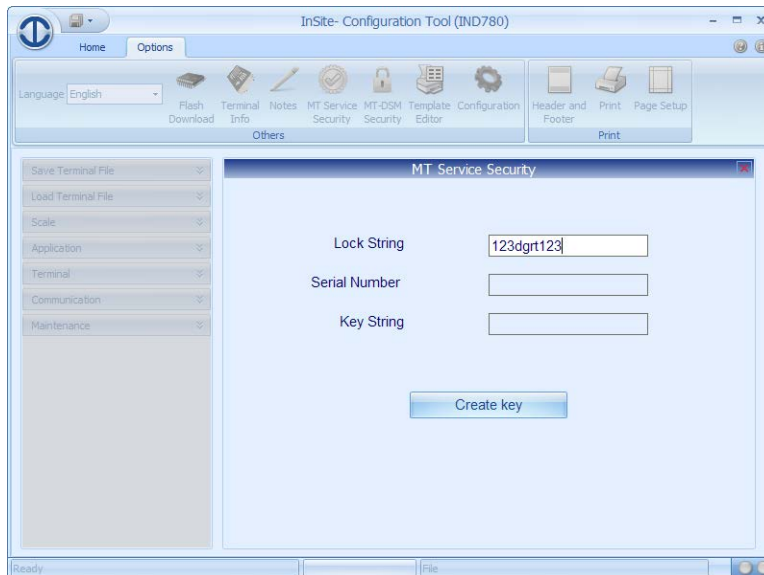 InSite- Configuration Tool (IND780)
Home Options
Language English
Flash Download
Terminal Info
Notes
MT Service Security
MT-DSM Security
Template Editor
Configuration
Header and Footer
Print
Page Setup
Others
Print
Save Terminal File
Load Terminal File
Scale
Application
Terminal
Communication
Maintenance
MT Service Security
Lock String 123dgrt123
Serial Number
Key String
Create key
Ready
File